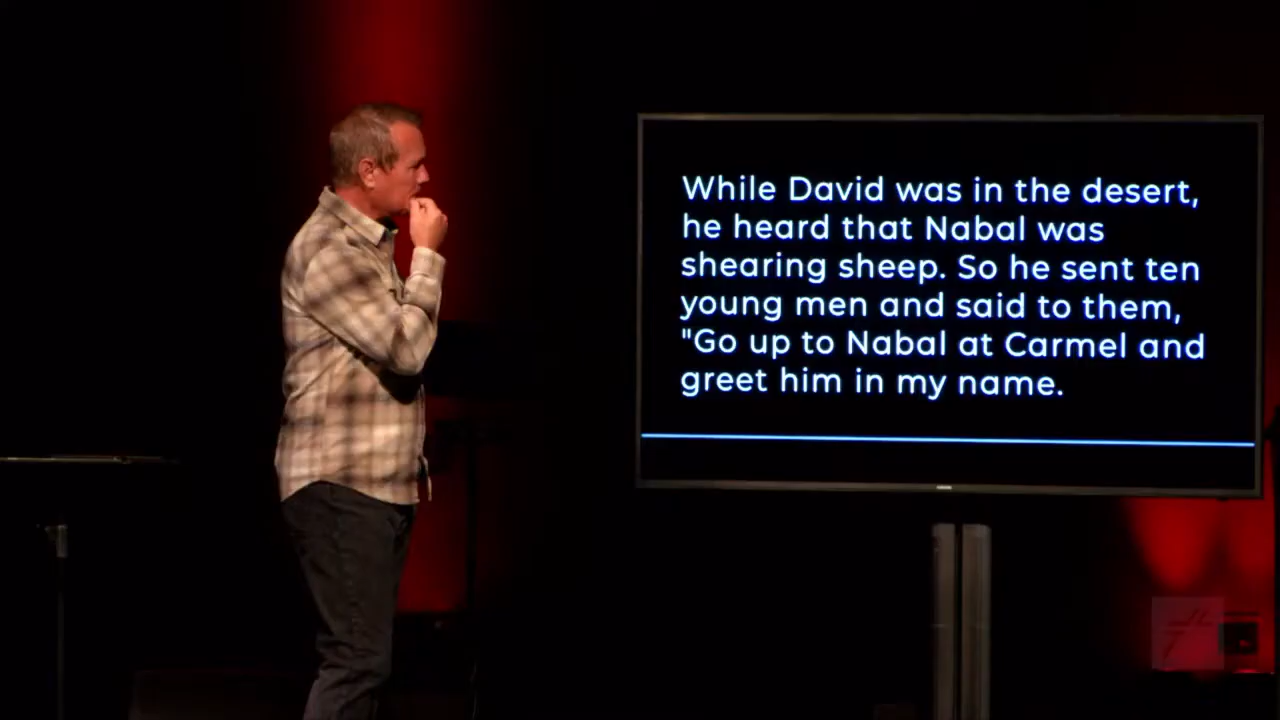 While David was in the desert,
he heard that Nabal was
shearing sheep. So he sent ten
young men and said to them,
"Go up to Nabal at Carmel and
greet him in my name.